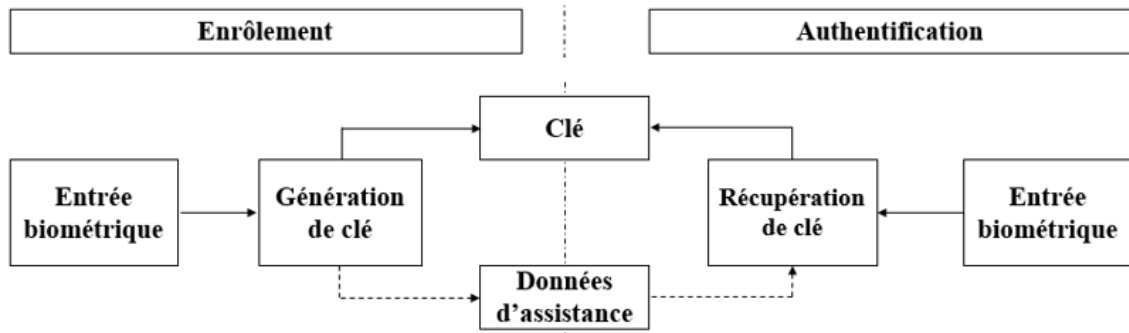 Enrôlement
Authentification
Clé
Entrée
biométrique
Génération
de clé
Récupération
de clé
Entrée
biométrique
Données
d’assistance